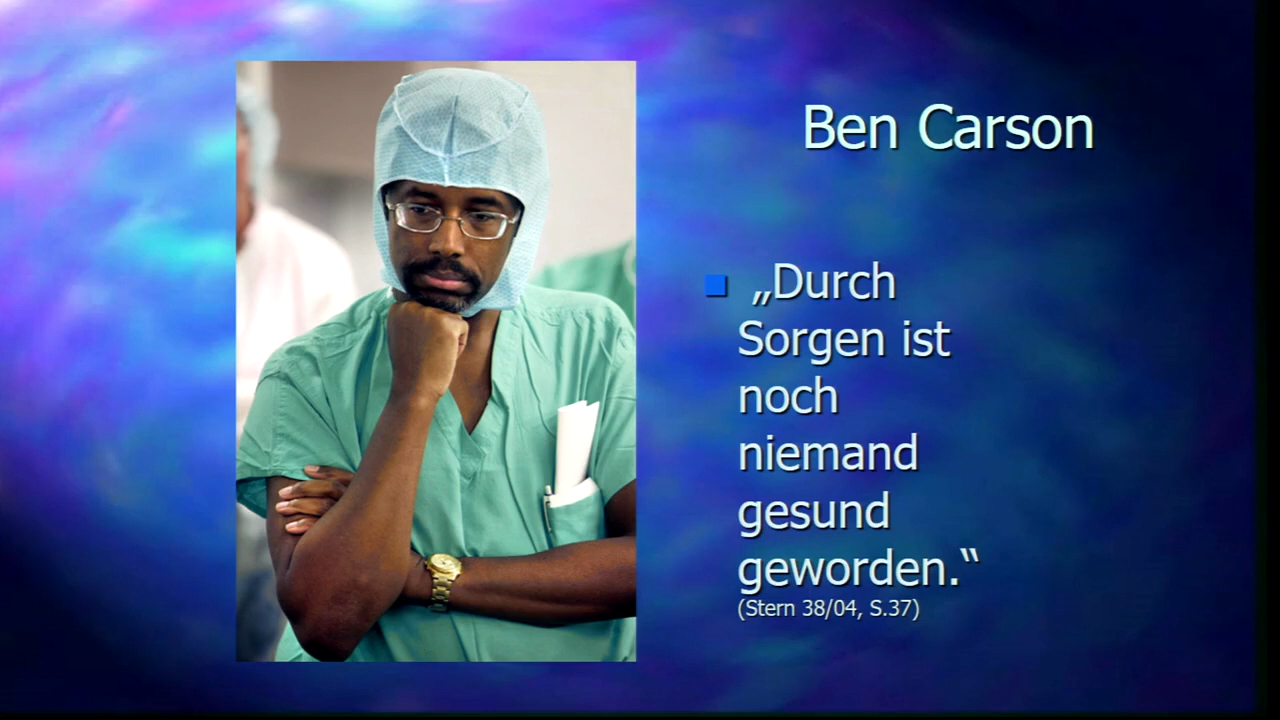 Ben Carson
„Durch
Sorgen ist
noch
niemand
gesund
geworden.“
(Stern 38/04, S.37)